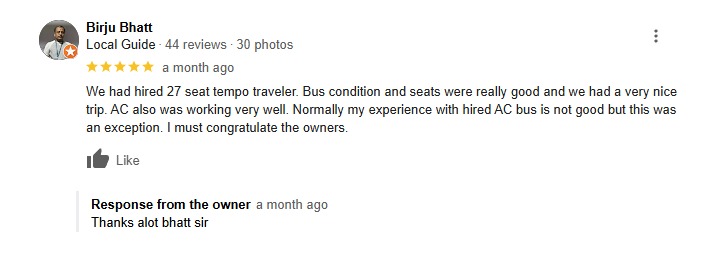 Birju Bhatt
Local Guide · 44 reviews · 30 photos
a month ago
We had hired 27 seat tempo traveler. Bus condition and seats were really good and we had a very nice
trip. AC also was working very well. Normally my experience with hired AC bus is not good but this was
an exception. I must congratulate the owners.
Like
Response from the owner a month ago
Thanks alot bhatt sir